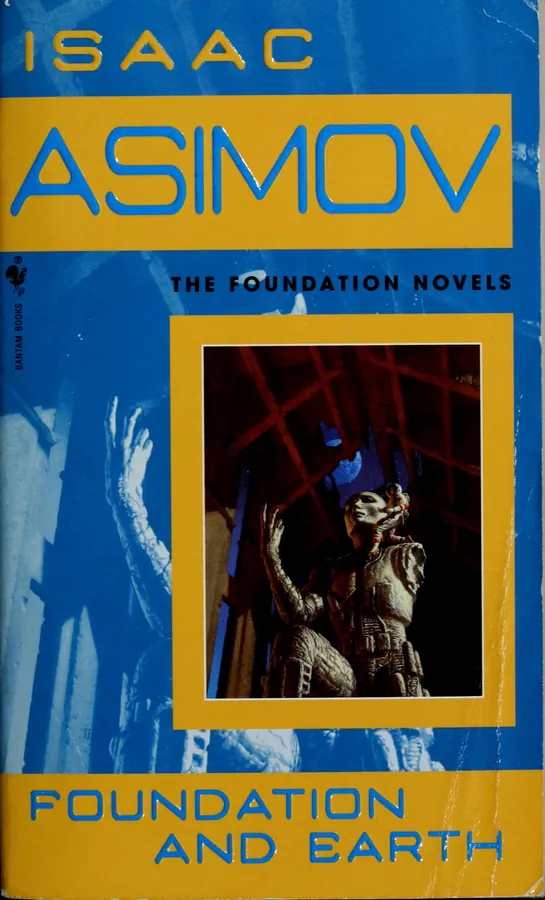 ISAAC
ASIMOV
THE FOUNDATION NOVELS
BANTAM BOOKS
®
FOUNDATION
AND EARTH